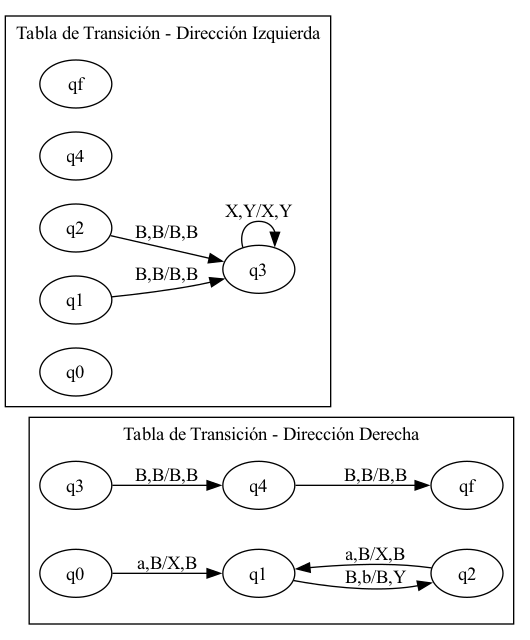 Tabla de Transición - Dirección Izquierda
qf
q4
q2
B,B/B,B
X,Y/X,Y
q3
B,B/B,B
q1
q0
Tabla de Transición - Dirección Derecha
q3
B,B/B,B
q4
B,B/B,B
qf
q0
a,B/X,B
q1
a,B/X,B
B,b/B,Y
q2